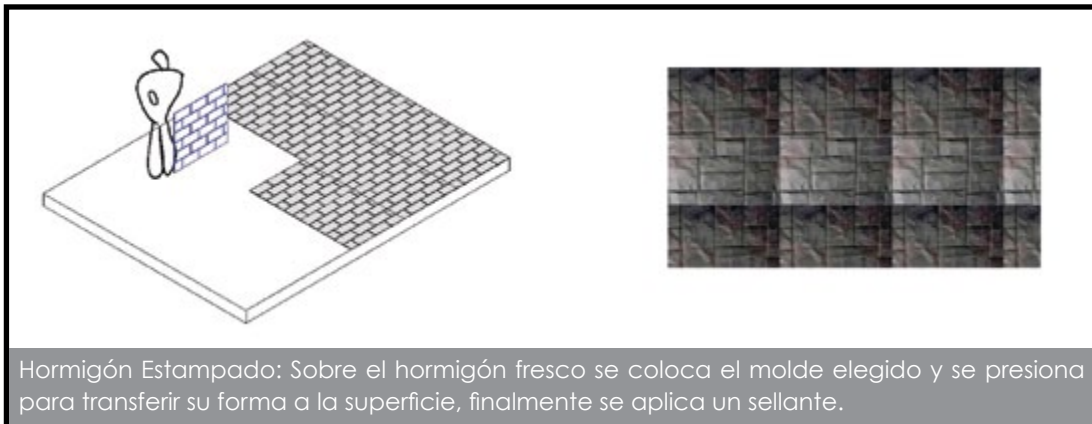 Hormigón Estampado: Sobre el hormigón fresco se coloca el molde elegido y se presiona
para transferir su forma a la superficie, finalmente se aplica un sellante.